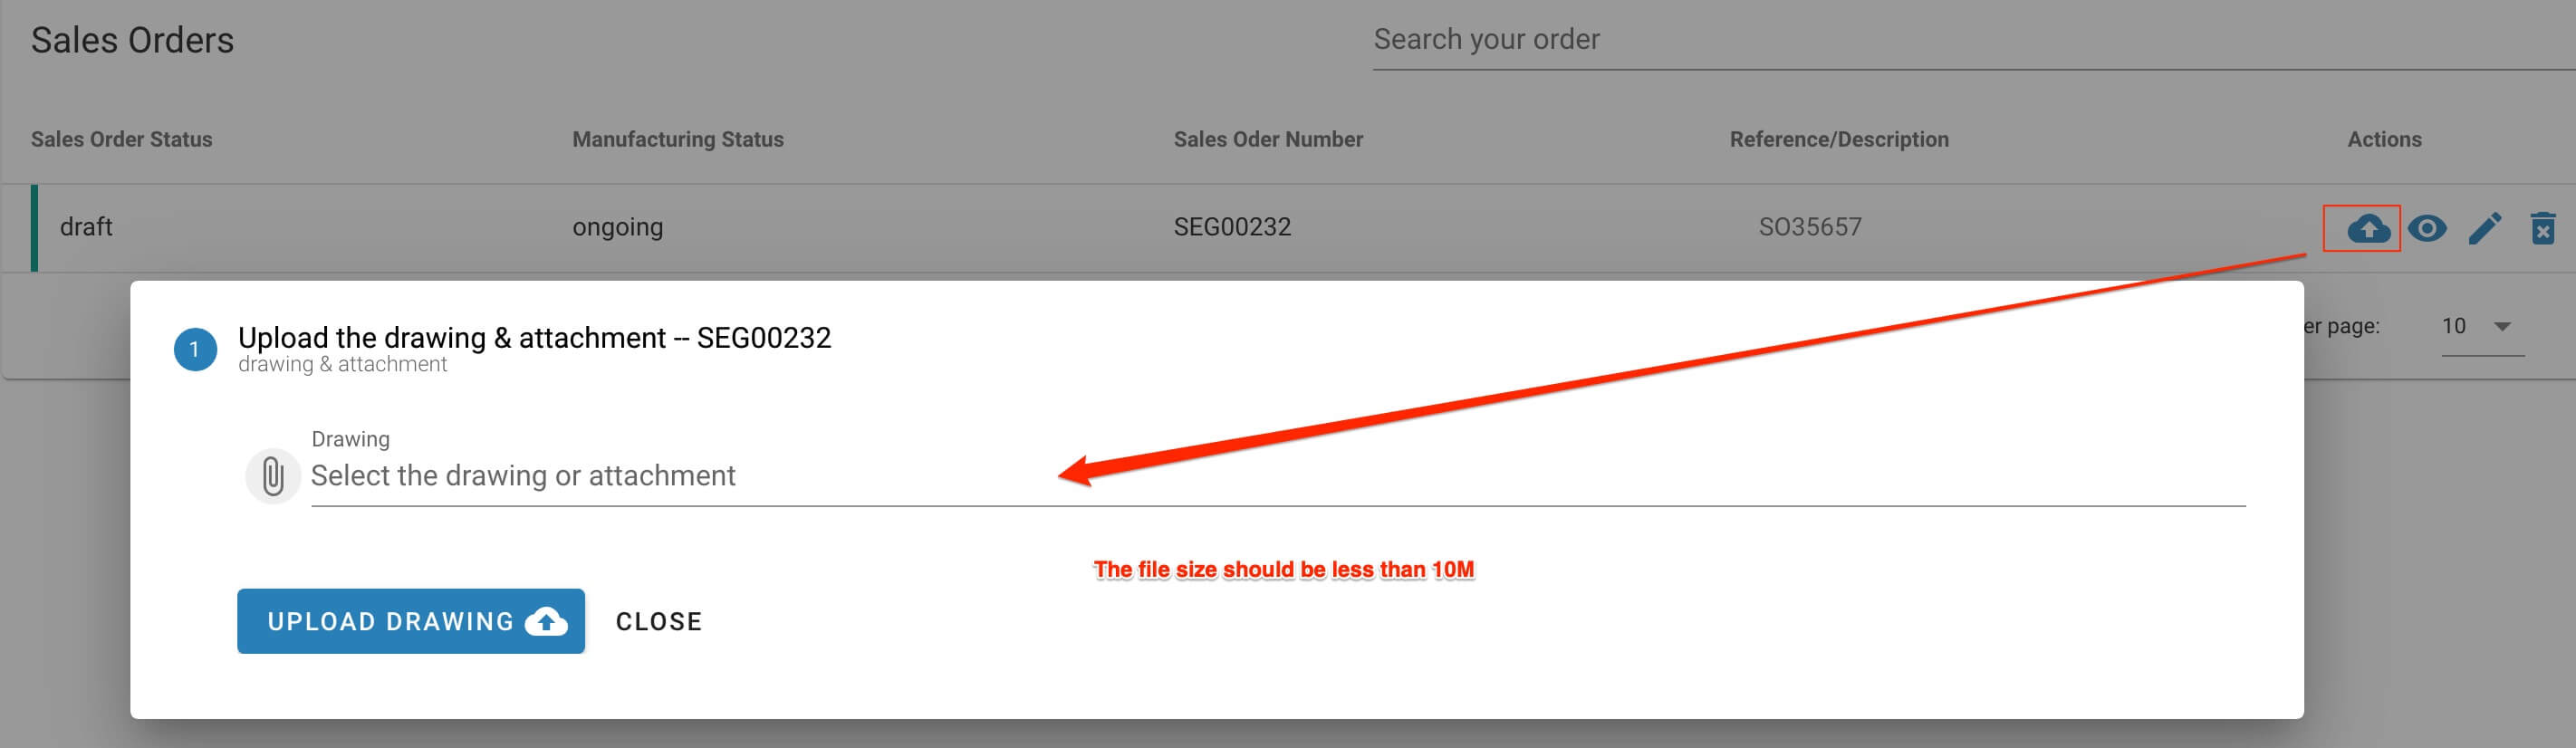 Sales Orders
Search your order
Sales Order Status
Manufacturing Status
Sales Oder Number
Reference/Description
Actions
draft
ongoing
SEG00232
SO35657
1
Upload the drawing & attachment -- SEG00232
drawing & attachment
er page:
10
Drawing
Select the drawing or attachment
The file size should be less than 10M
UPLOAD DRAWING
CLOSE